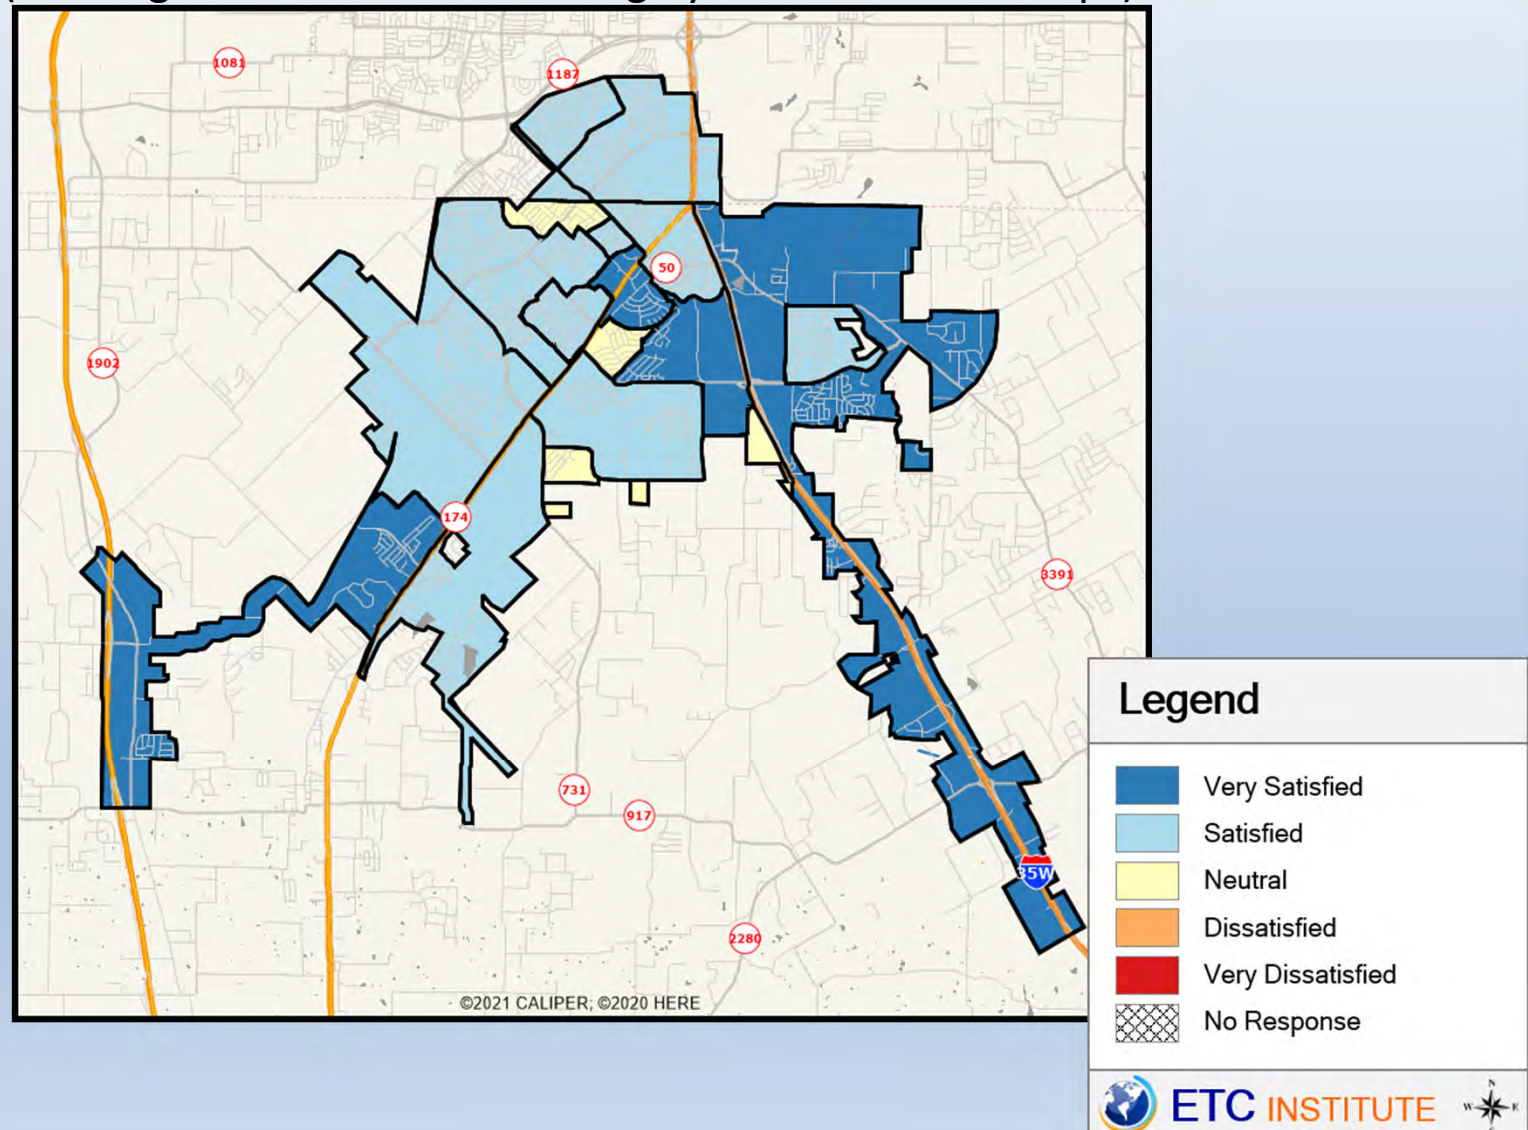 1081
1187
50
1902
174
3391
731
917
35W
2280
©2021 CALIPER; ©2020 HERE
Legend
Very Satisfied
Satisfied
Neutral
Dissatisfied
Very Dissatisfied
No Response
ETC INSTITUTE
N
W E
S